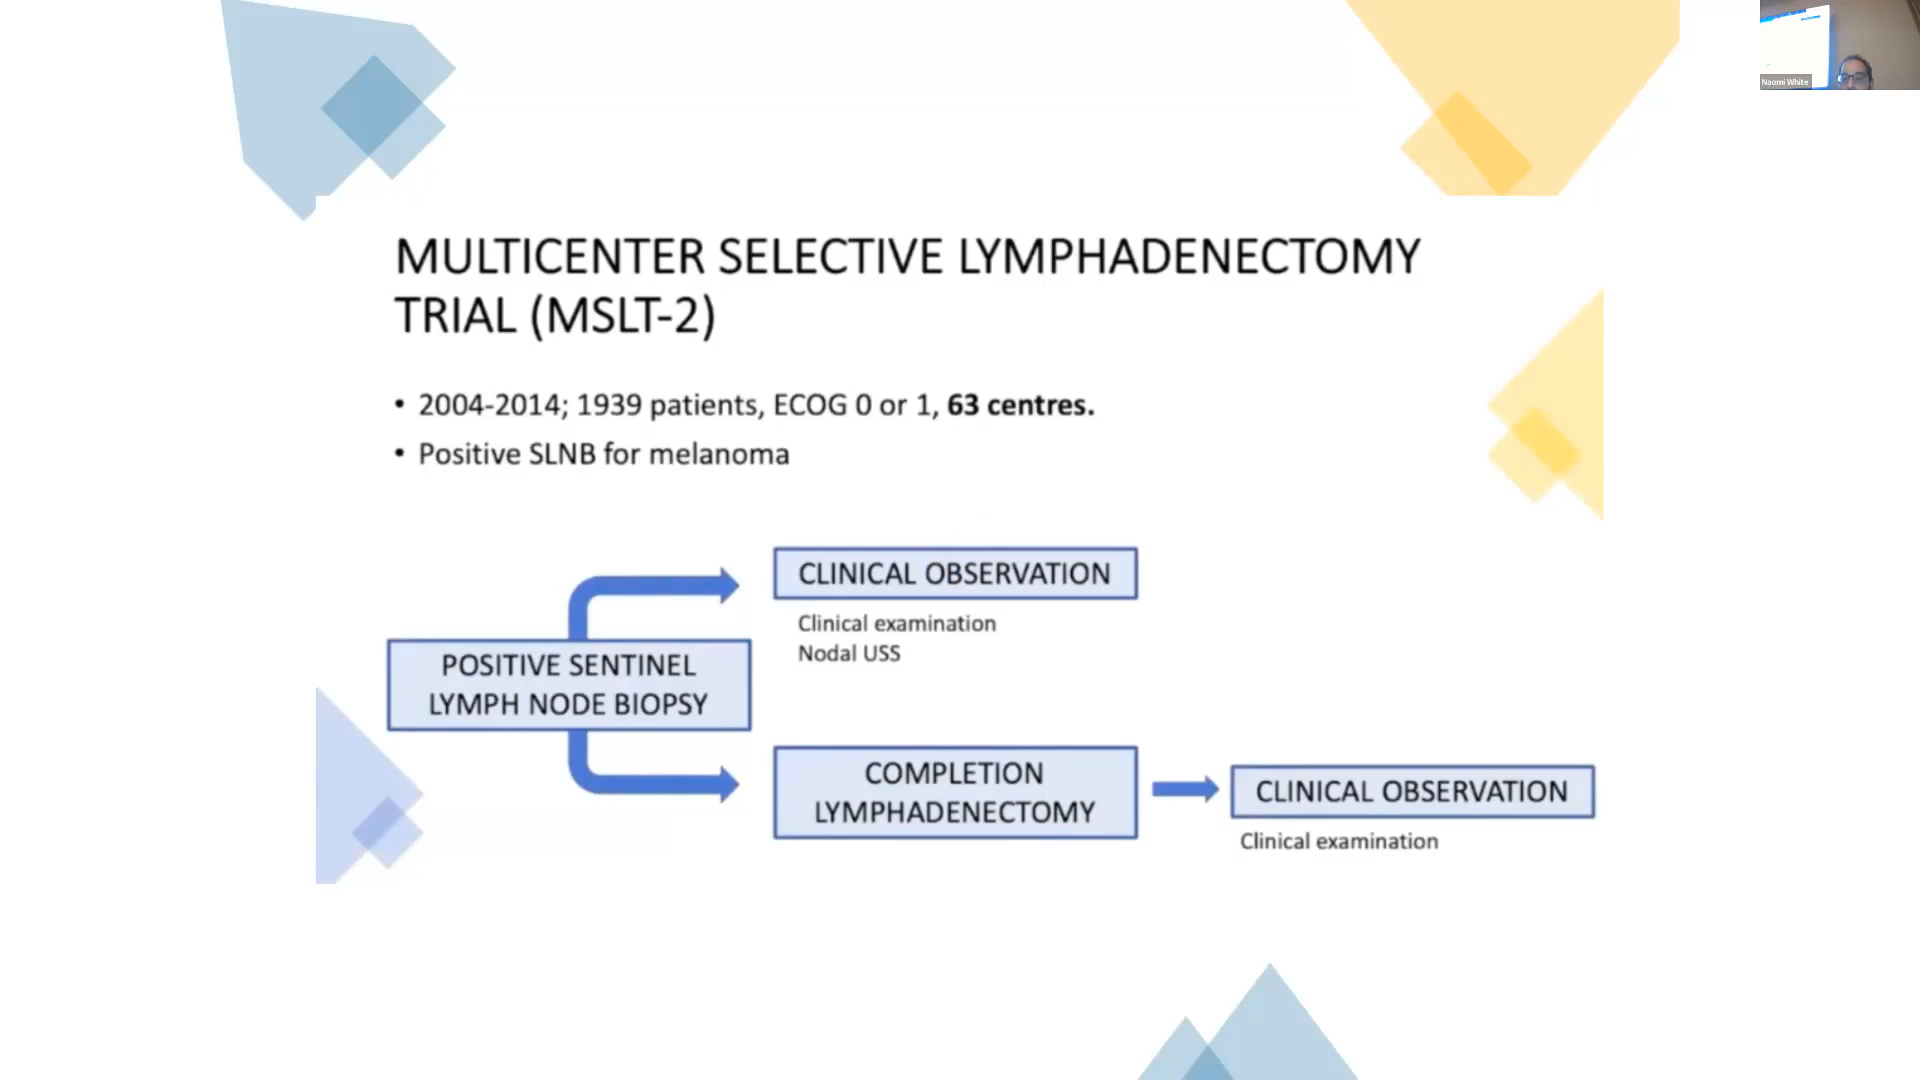 Naomi White
MULTICENTER SELECTIVE LYMPHADENECTOMY
TRIAL (MSLT-2)
• 2004-2014; 1939 patients, ECOG 0 or 1, 63 centres.
• Positive SLNB for melanoma
CLINICAL OBSERVATION
Clinical examination
Nodal USS
POSITIVE SENTINEL
LYMPH NODE BIOPSY
COMPLETION
LYMPHADENECTOMY
CLINICAL OBSERVATION
Clinical examination